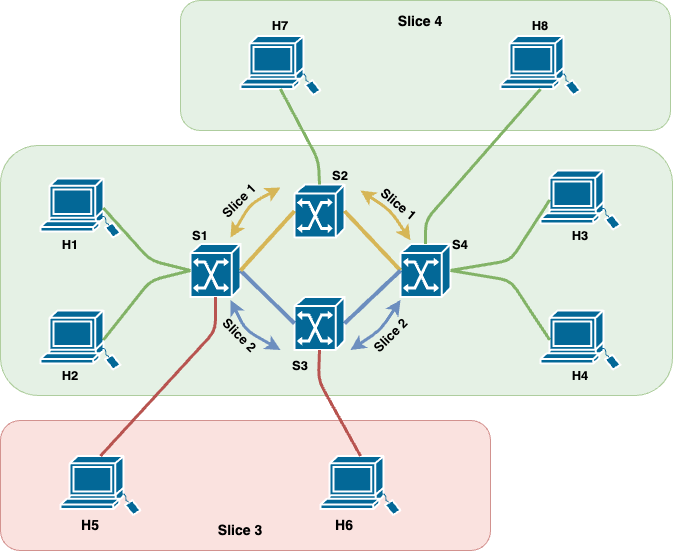 Slice 4
H7
H8
S2
Slice 1
Slice 1
H1
S1
S4
H3
H2
Slice 2
S3
Slice 2
H4
H5
Slice 3
H6